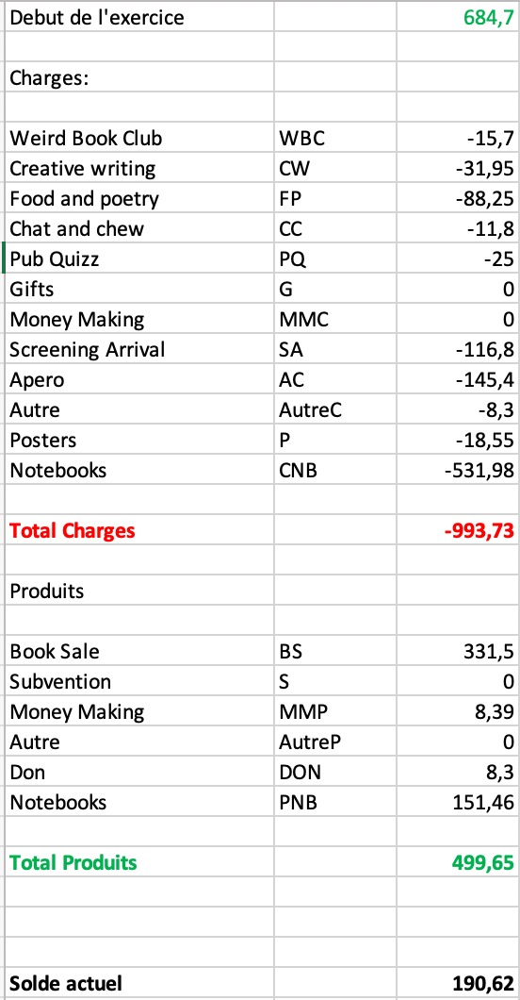 Debut de l'exercice 684,7
Charges:
Weird Book Club WBC -15,7
Creative writing CW -31,95
Food and poetry FP -88,25
Chat and chew CC -11,8
Pub Quizz PQ -25
Gifts G 0
Money Making MMC 0
Screening Arrival SA -116,8
Apero AC -145,4
Autre AutreC -8,3
Posters P -18,55
Notebooks CNB -531,98
Total Charges -993,73
Produits
Book Sale BS 331,5
Subvention S 0
Money Making MMP 8,39
Autre AutreP 0
Don DON 8,3
Notebooks PNB 151,46
Total Produits 499,65
Solde actuel 190,62